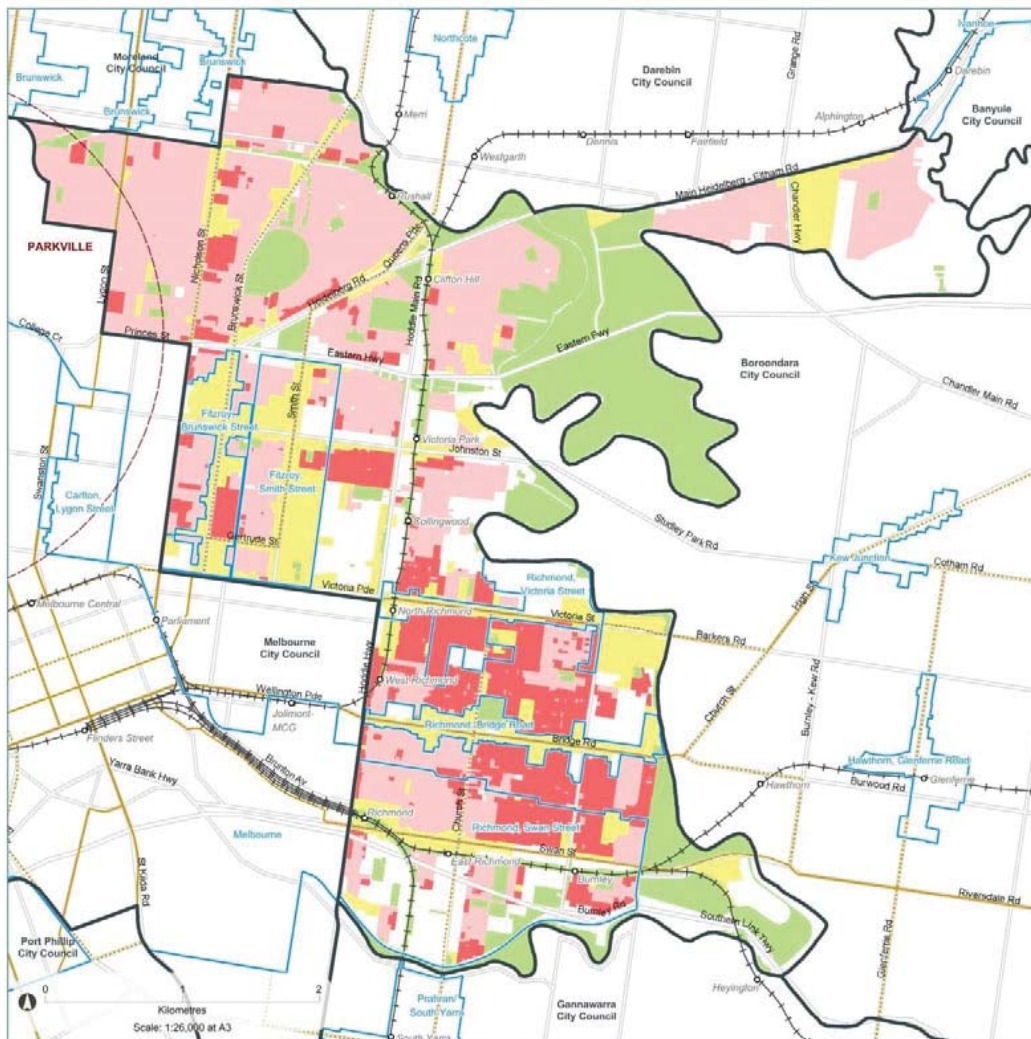 Ivanhoe
Northcote
Grange Rd
Moreland
City Council
Brunswick
Brunswick
Brunswick
Darebin
City Council
Darebin
Merri
Alphington
Banyule
City Council
Westgarth
Dennis
Fairfield
Main Heidelberg - Eltham Rd
Rushall
Chandler Hwy
PARKVILLE
Nicholson St
Queens Pde
Lygon St
Brunswick St
Heidelberg Rd
Hoddle Main Rd
Clifton Hill
College Cr
Princes St
Eastern Hwy
Eastern Fwy
Boroondara
City Council
Chandler Main Rd
Smith St
Fitzroy,
Brunswick Street
Victoria Park
Johnston St
Swanston St
Carlton,
Lygon Street
Fitzroy,
Smith Street
Collingwood
Studley Park Rd
Gertrude St
Kew Junction
Cotham Rd
Victoria Pde
Richmond,
Victoria Street
High St
Melbourne Central
North Richmond
Victoria St
Parliament
Barkers Rd
Melbourne
City Council
Hoddle Hwy
West Richmond
Burnley - Kew Rd
Wellington Pde
Church St
Jolimont-
MCG
Richmond, Bridge Road
Bridge Rd
Flinders Street
Brunton Av
Hawthorn, Glenferrie Road
Yarra Bank Hwy
Hawthorn
Glenferrie
Burwood Rd
Church St
Richmond
Richmond, Swan Street
Melbourne
Swan St
East Richmond
Burnley
St Kilda Rd
Burnley Rd
Riversdale Rd
Southern Link Fwy
Glenferrie Rd
Port Phillip
City Council
Heyington
0 1 2
Kilometres
Scale: 1:26,000 at A3
Prahran/
South Yarra
Gannawarra
City Council
South Yarra